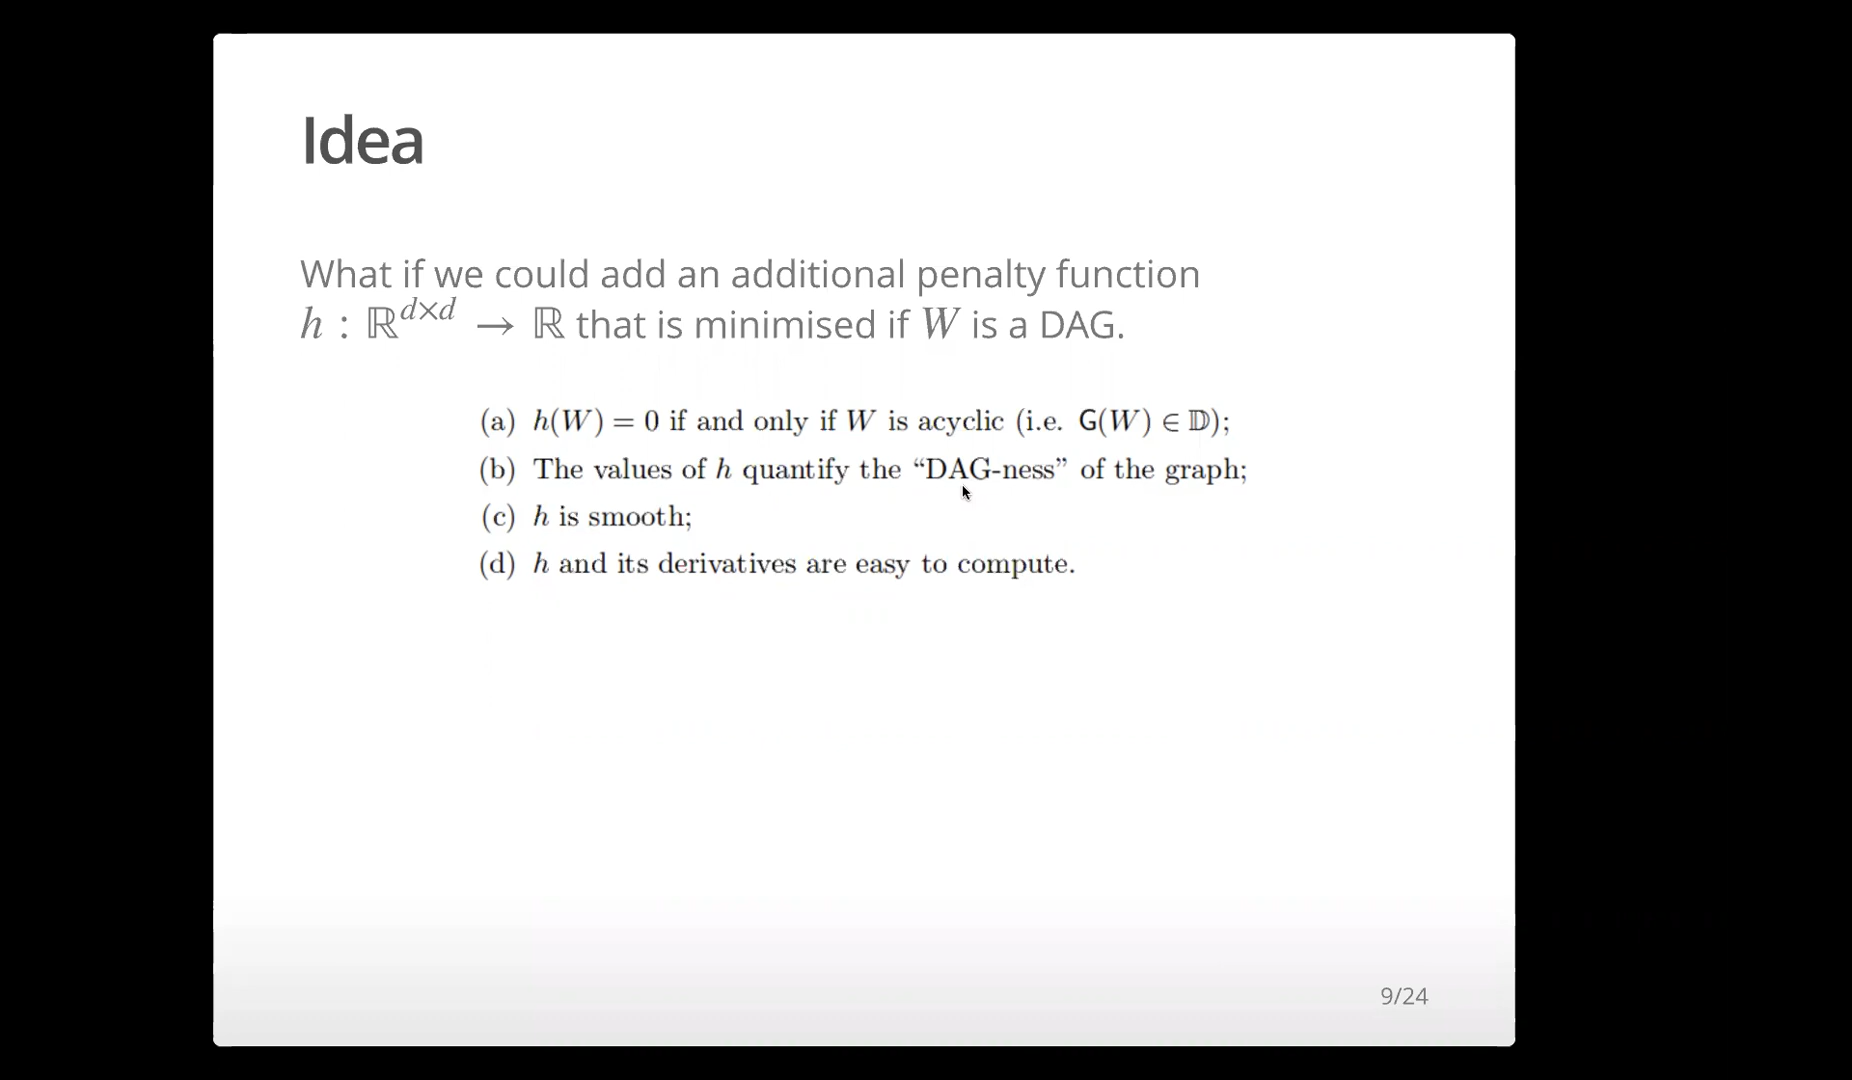 Idea
What if we could add an additional penalty function
h : ℝ^{d×d} → ℝ that is minimised if W is a DAG.
(a) h(W) = 0 if and only if W is acyclic (i.e. G(W) ∈ 𝔻);
(b) The values of h quantify the “DAG-ness” of the graph;
(c) h is smooth;
(d) h and its derivatives are easy to compute.
9/24